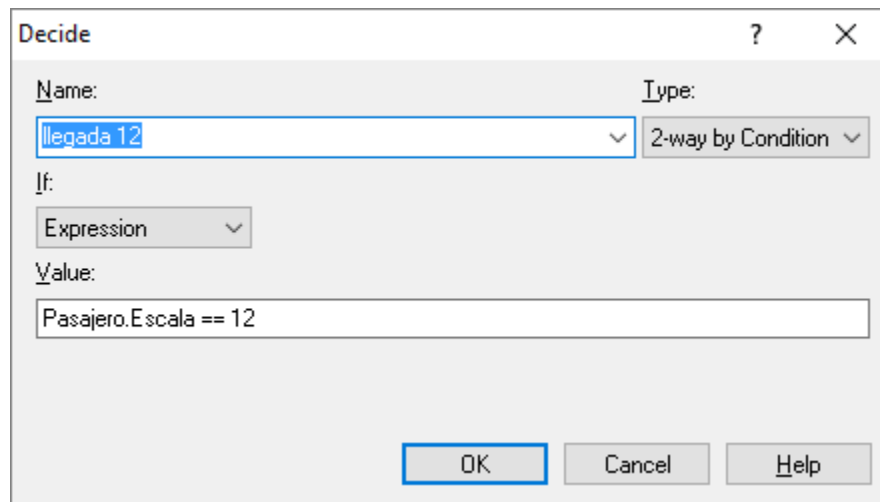 Decide ?
Name: Type:
llegada 12 2-way by Condition
If:
Expression
Value:
Pasajero.Escala == 12
OK Cancel Help